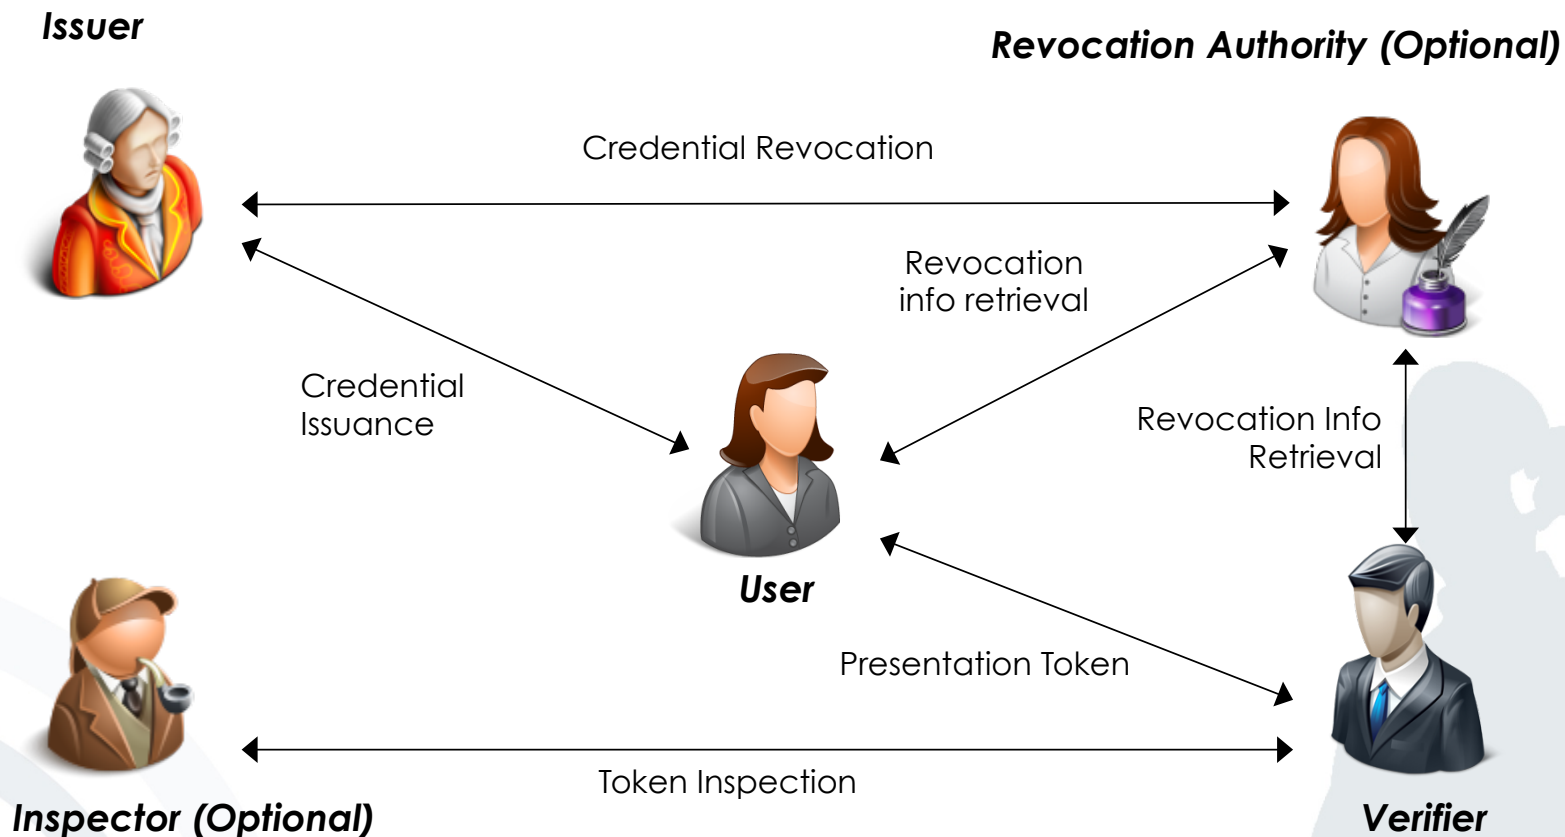 Issuer
Revocation Authority (Optional)
Credential Revocation
Revocation
info retrieval
Credential
Issuance
Revocation Info
Retrieval
User
Presentation Token
Token Inspection
Inspector (Optional)
Verifier